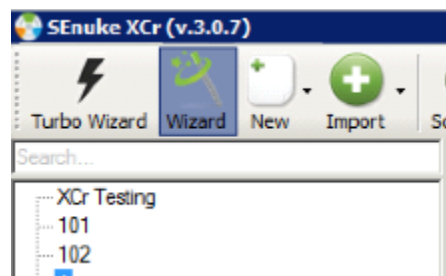 SEnuke XCr (v.3.0.7)
Turbo Wizard Wizard New Import
Search...
XCr Testing
101
102